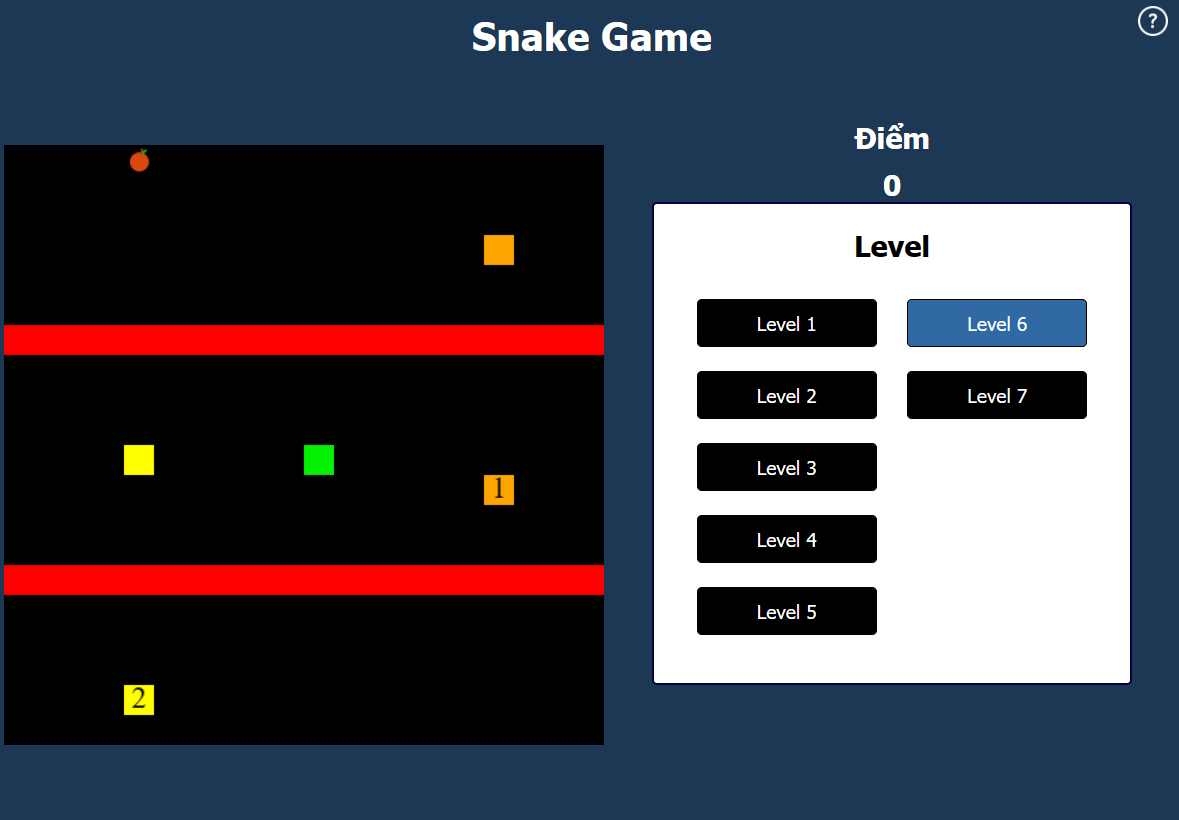 Snake Game
?
Điểm
0
Level
Level 1
Level 6
Level 2
Level 7
Level 3
Level 4
Level 5
1
2